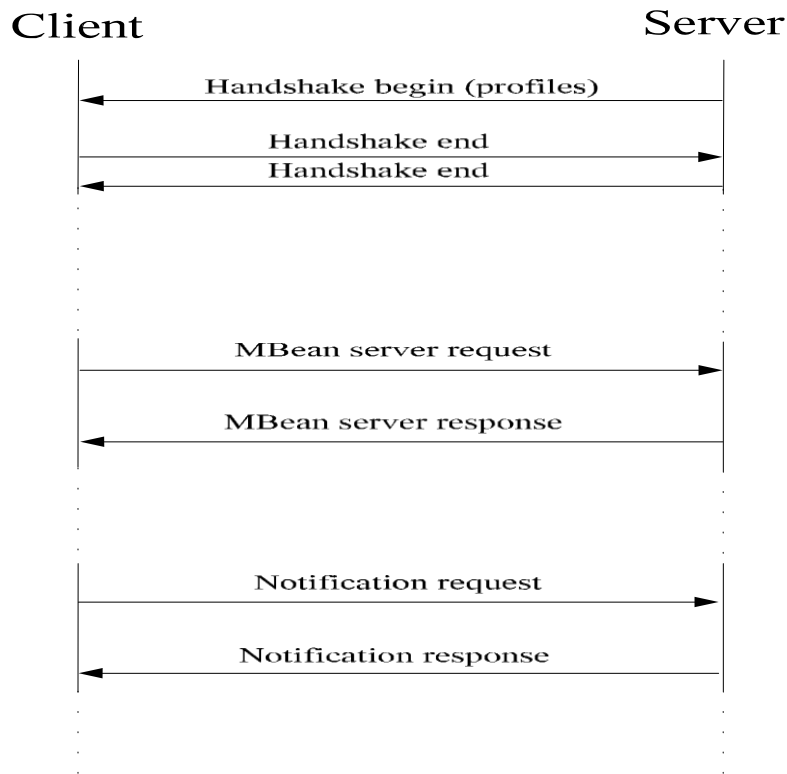 Client
Server
Handshake begin (profiles)
Handshake end
Handshake end
MBean server request
MBean server response
Notification request
Notification response